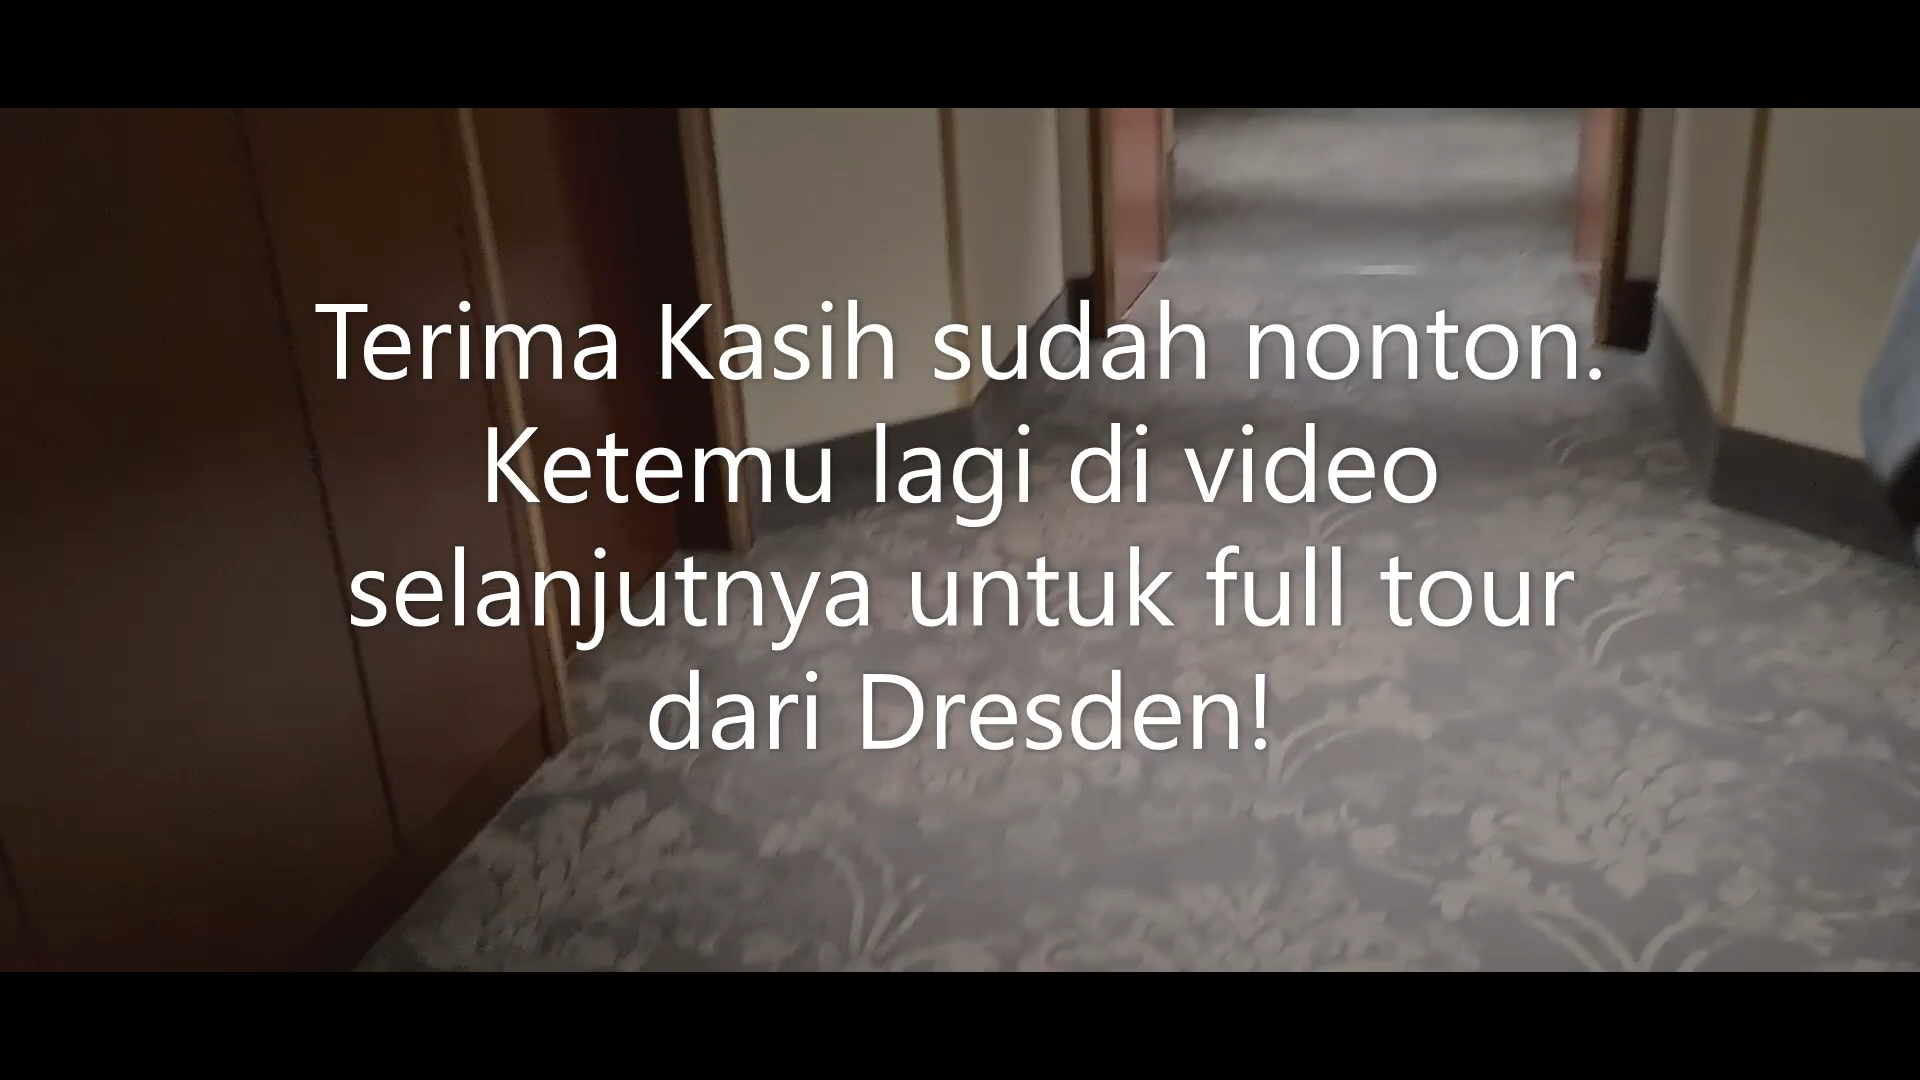 Terima Kasih sudah nonton.
Ketemu lagi di video
selanjutnya untuk full tour
dari Dresden!